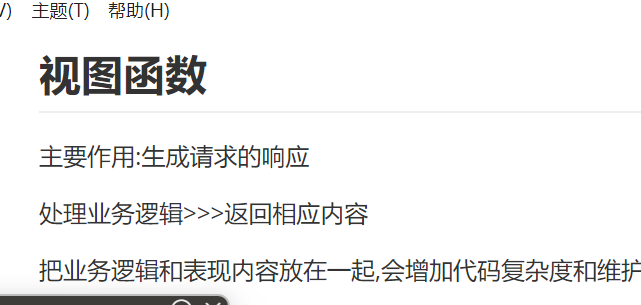 主题(T) 帮助(H)
视图函数
主要作用:生成请求的响应
处理业务逻辑>>>返回相应内容
把业务逻辑和表现内容放在一起,会增加代码复杂度和维护